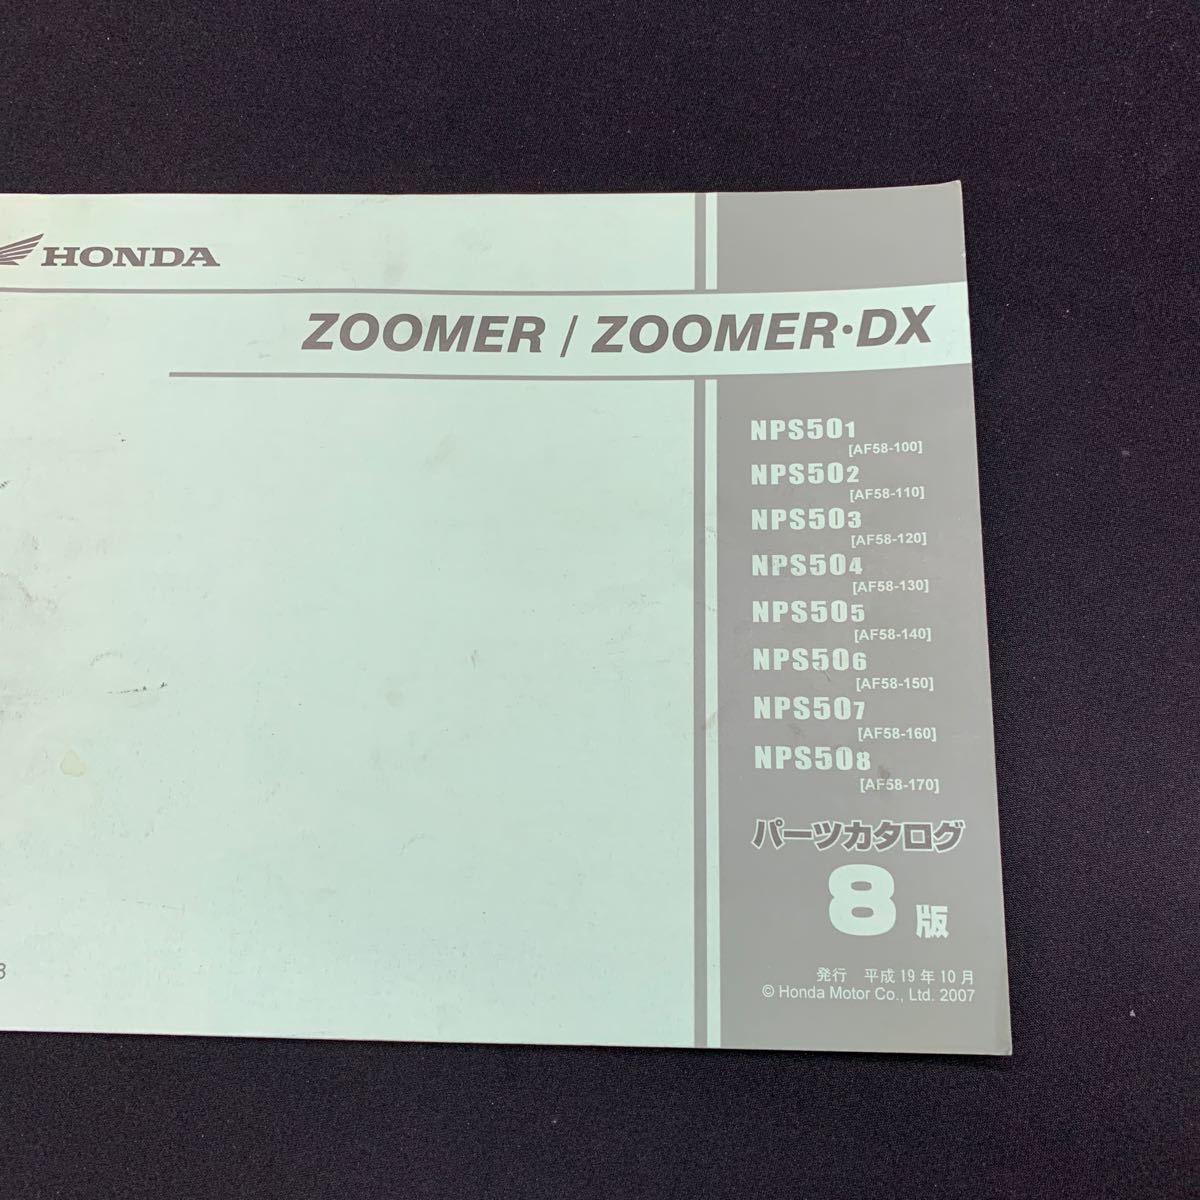 HONDA
ZOOMER / ZOOMER·DX
NPS501
[AF58-100]
NPS502
[AF58-110]
NPS503
[AF58-120]
NPS504
[AF58-130]
NPS505
[AF58-140]
NPS506
[AF58-150]
NPS507
[AF58-160]
NPS508
[AF58-170]
パーツカタログ
8版
発行 平成19年10月
© Honda Motor Co., Ltd. 2007